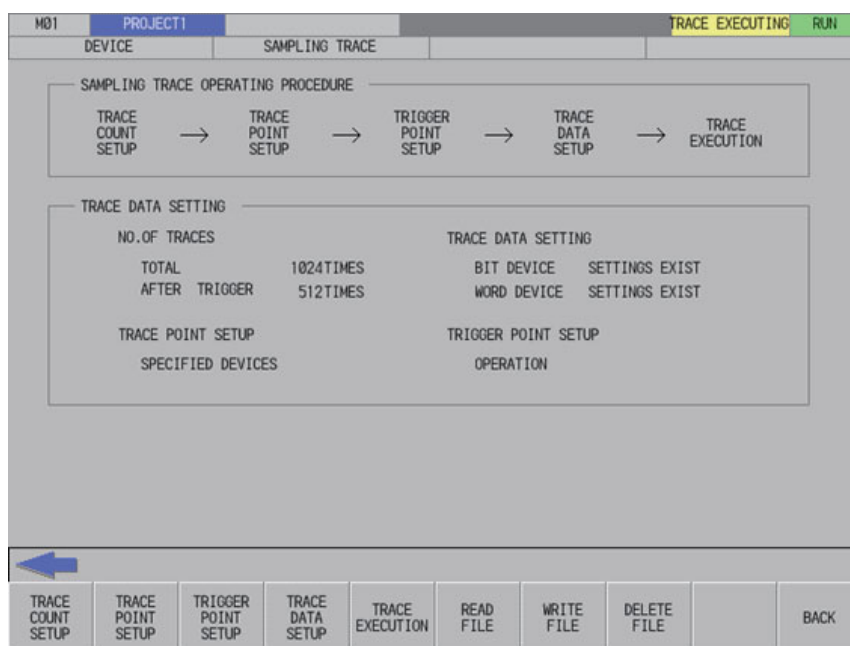 MØ1 PROJECT1 TRACE EXECUTING RUN
DEVICE SAMPLING TRACE
SAMPLING TRACE OPERATING PROCEDURE
TRACE COUNT SETUP → TRACE POINT SETUP → TRIGGER POINT SETUP → TRACE DATA SETUP → TRACE EXECUTION
TRACE DATA SETTING
NO.OF TRACES
TOTAL 1024TIMES
AFTER TRIGGER 512TIMES
TRACE DATA SETTING
BIT DEVICE SETTINGS EXIST
WORD DEVICE SETTINGS EXIST
TRACE POINT SETUP
SPECIFIED DEVICES
TRIGGER POINT SETUP
OPERATION
TRACE COUNT SETUP
TRACE POINT SETUP
TRIGGER POINT SETUP
TRACE DATA SETUP
TRACE EXECUTION
READ FILE
WRITE FILE
DELETE FILE
BACK